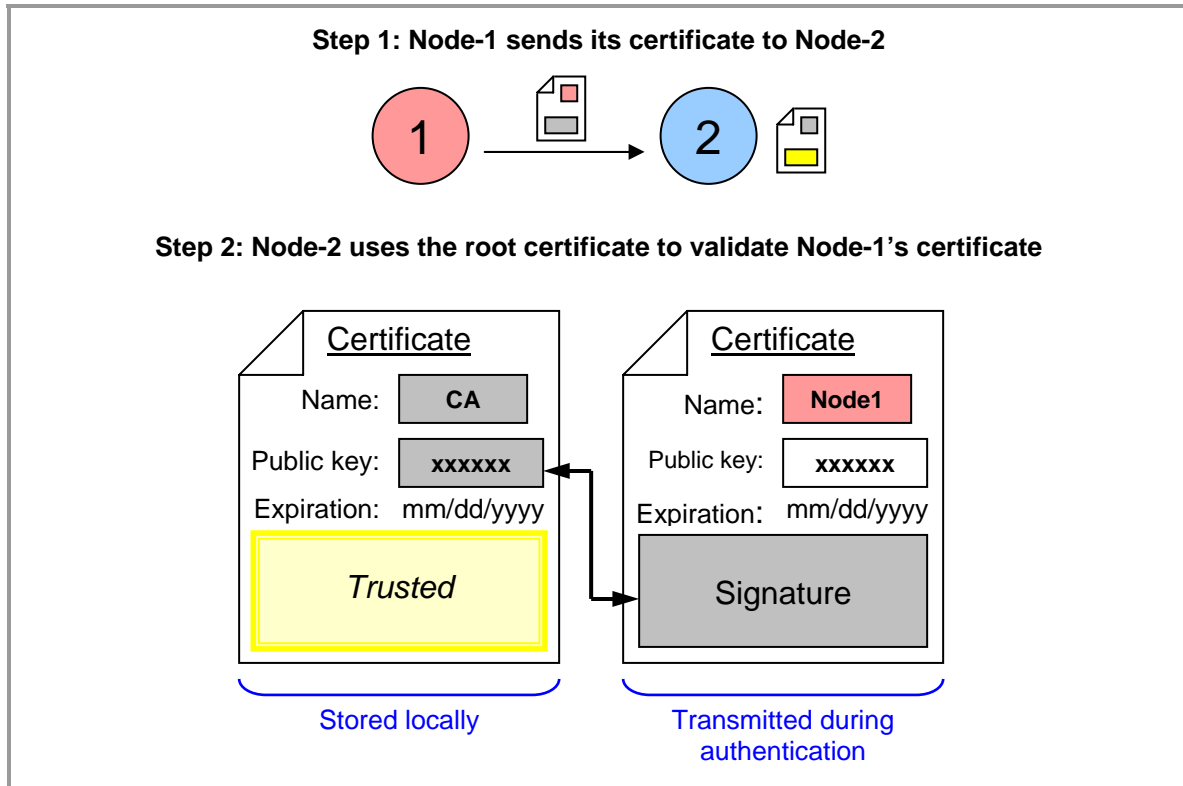 Step 1: Node-1 sends its certificate to Node-2
1
2
Step 2: Node-2 uses the root certificate to validate Node-1’s certificate
Certificate
Name: CA
Public key: xxxxxx
Expiration: mm/dd/yyyy
Trusted
Stored locally
Certificate
Name: Node1
Public key: xxxxxx
Expiration: mm/dd/yyyy
Signature
Transmitted during
authentication